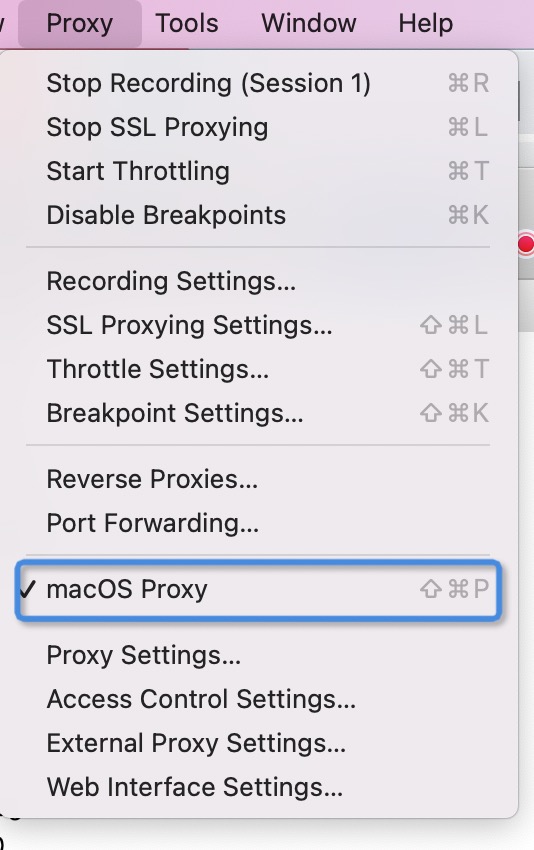 Proxy Tools Window Help
Stop Recording (Session 1) ⌘R
Stop SSL Proxying ⌘L
Start Throttling ⌘T
Disable Breakpoints ⌘K
Recording Settings...
SSL Proxying Settings... ⇧⌘L
Throttle Settings... ⇧⌘T
Breakpoint Settings... ⇧⌘K
Reverse Proxies...
Port Forwarding...
✓ macOS Proxy ⇧⌘P
Proxy Settings...
Access Control Settings...
External Proxy Settings...
Web Interface Settings...